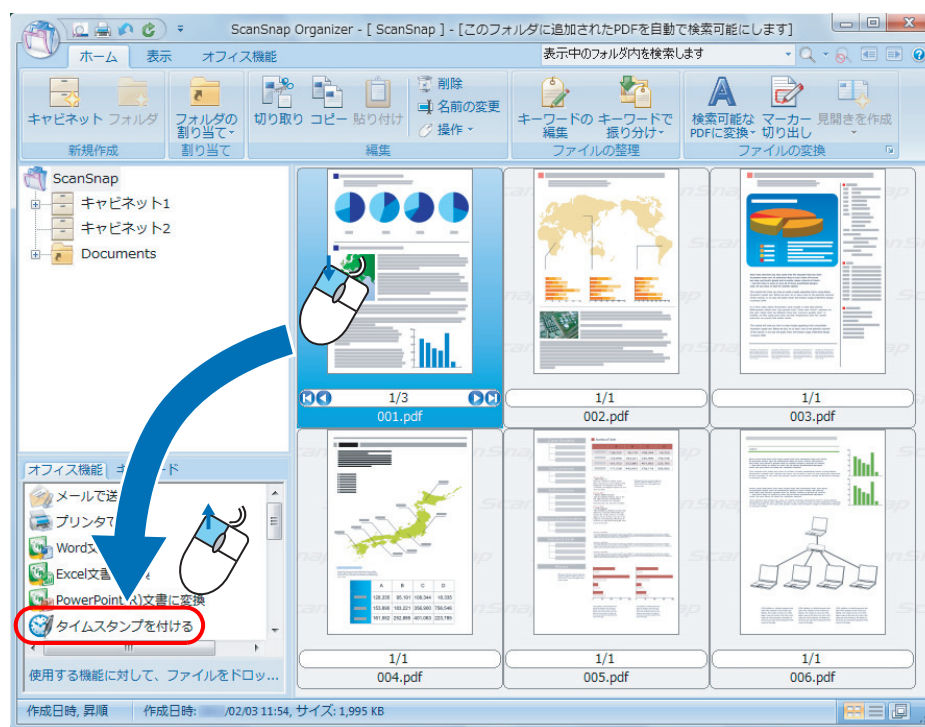 ScanSnap Organizer - [ ScanSnap ] - [このフォルダに追加されたPDFを自動で検索可能にします]
ホーム 表示 オフィス機能 表示中のフォルダ内を検索します
キャビネット フォルダ
新規作成
フォルダの
割り当て
割り当て
切り取り コピー 貼り付け
削除
名前の変更
操作
編集
キーワードの
編集
キーワードで
振り分け
ファイルの整理
検索可能な
PDFに変換
マーカー
切り出し
見開きを作成
ファイルの変換
ScanSnap
キャビネット1
キャビネット2
Documents
1/3
001.pdf
1/1
002.pdf
1/1
003.pdf
オフィス機能
メールで送
プリンタで
Word文
Excel文書
PowerPoint(R)文書に変換
タイムスタンプを付ける
使用する機能に対して、ファイルをドロッ...
A B C D
1/1
004.pdf
1/1
005.pdf
1/1
006.pdf
作成日時, 昇順 作成日時: /02/03 11:54, サイズ: 1,995 KB